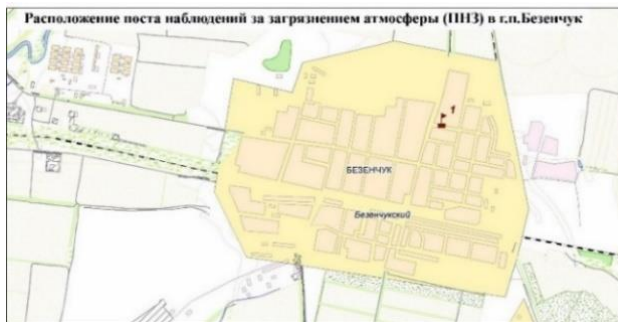 Расположение поста наблюдений за загрязнением атмосферы (ПНЗ) в г.п.Безенчук
1
БЕЗЕНЧУК
Безенчукский